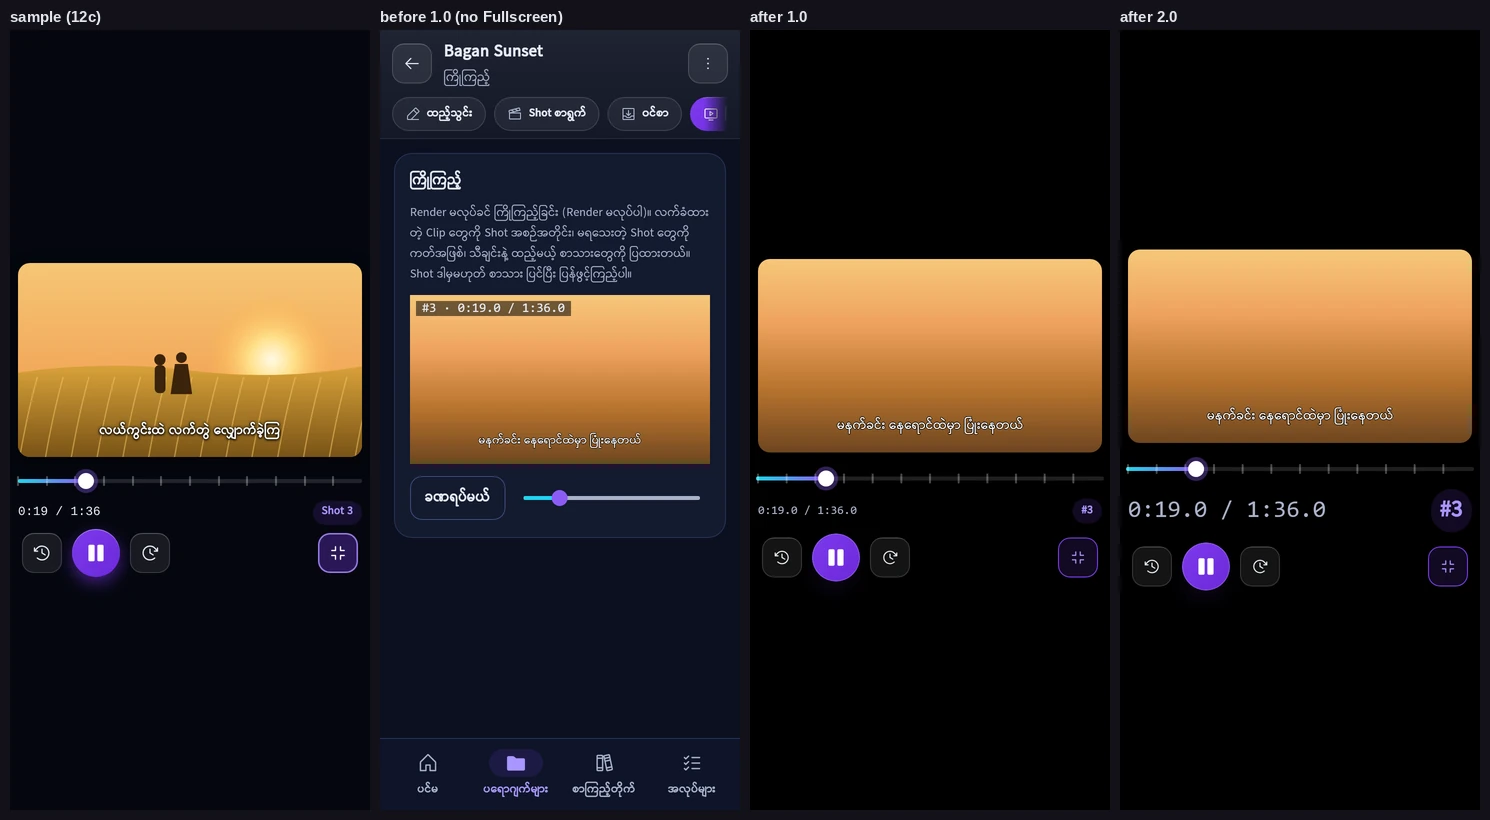 sample (12c)
လယ်ကွင်းထဲ လက်တွဲ လျှောက်ခဲ့ကြ
0:19 / 1:36
Shot 3
before 1.0 (no Fullscreen)
Bagan Sunset
ကြိုကြည့်
ထည့်သွင်း
Shot စာရွက်
ဝင်စာ
ကြိုကြည့်
Render မလုပ်ခင် ကြိုကြည့်ခြင်း (Render မလုပ်ပါ)။ လက်ခံထား
တဲ့ Clip တွေကို Shot အစဉ်အတိုင်း၊ မရသေးတဲ့ Shot တွေကို
ကတ်အဖြစ်၊ သီချင်းနဲ့ ထည့်မယ့် စာသားတွေကို ပြထားတယ်။
Shot ဒါမှမဟုတ် စာသား ပြင်ပြီး ပြန်ဖွင့်ကြည့်ပါ။
#3 · 0:19.0 / 1:36.0
မနက်ခင်း နေရောင်ထဲမှာ ပြုံးနေတယ်
ခဏရပ်မယ်
ပင်မ
ပရောဂျက်များ
စာကြည့်တိုက်
အလုပ်များ
after 1.0
မနက်ခင်း နေရောင်ထဲမှာ ပြုံးနေတယ်
0:19.0 / 1:36.0
#3
after 2.0
မနက်ခင်း နေရောင်ထဲမှာ ပြုံးနေတယ်
0:19.0 / 1:36.0
#3